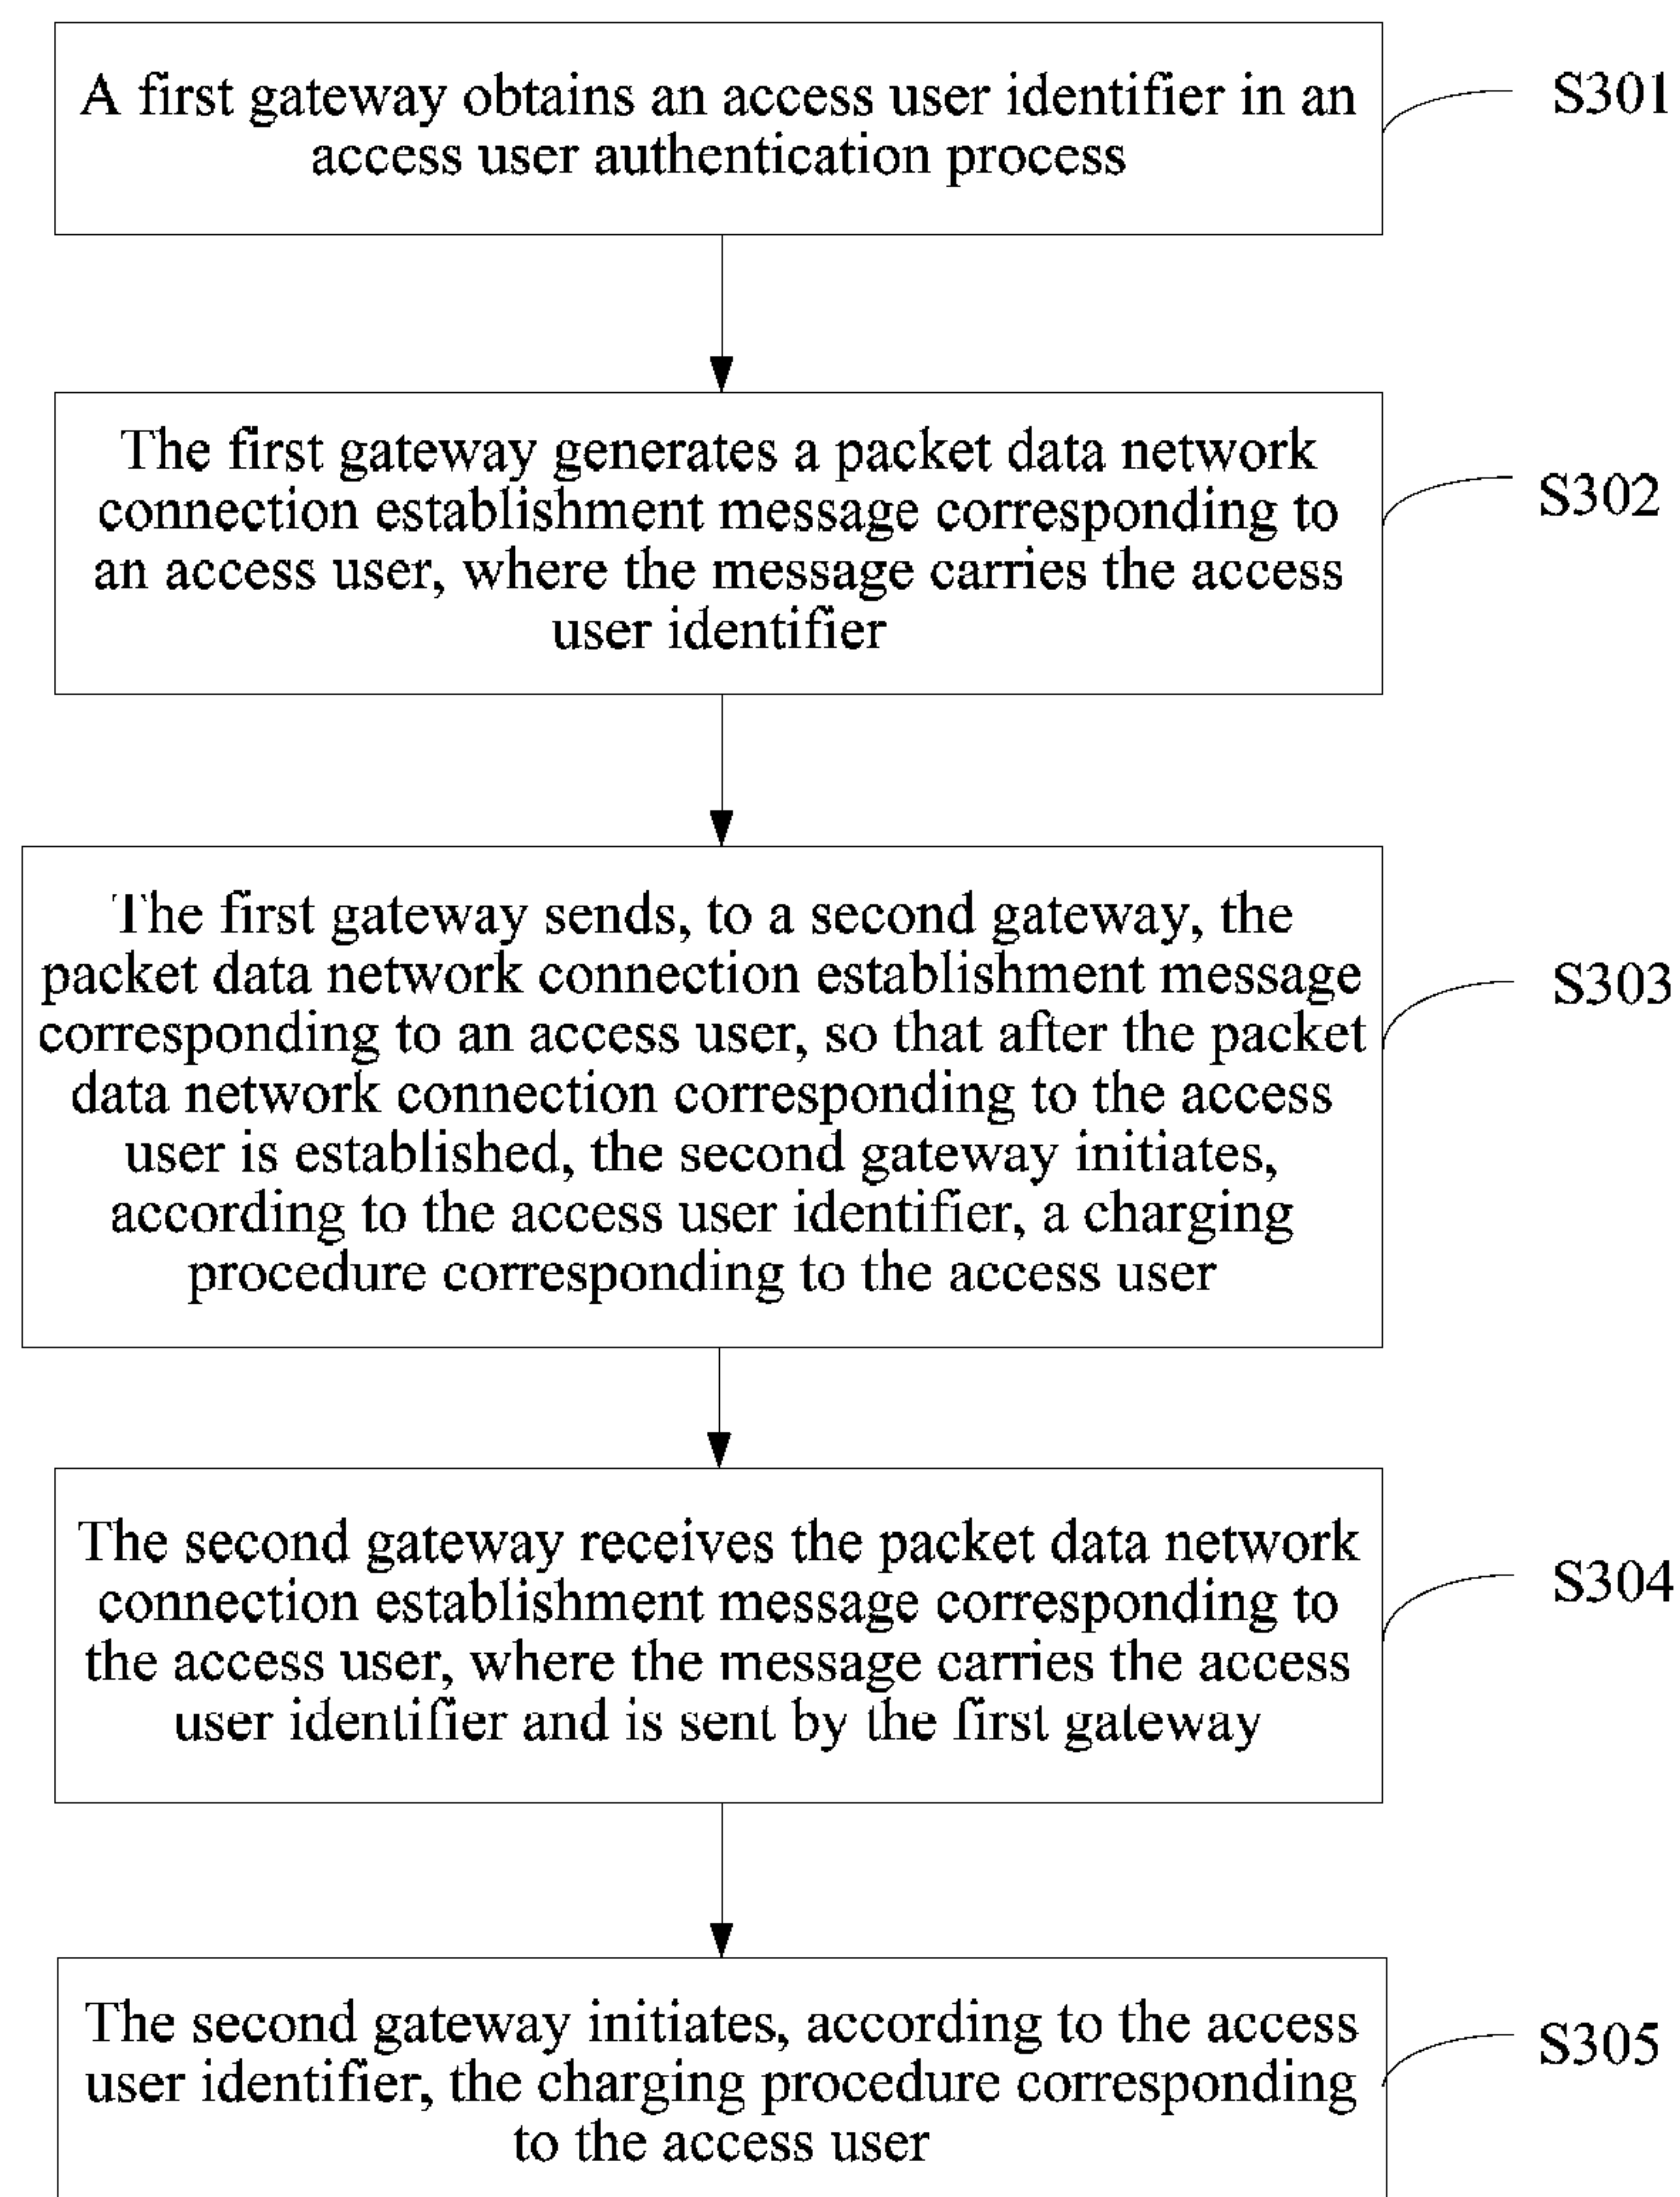 A first gateway obtains an access user identifier in an
access user authentication process
S301
The first gateway generates a packet data network
connection establishment message corresponding to
an access user, where the message carries the access
user identifier
S302
The first gateway sends, to a second gateway, the
packet data network connection establishment message
corresponding to an access user, so that after the packet
data network connection corresponding to the access
user is established, the second gateway initiates,
according to the access user identifier, a charging
procedure corresponding to the access user
S303
The second gateway receives the packet data network
connection establishment message corresponding to
the access user, where the message carries the access
user identifier and is sent by the first gateway
S304
The second gateway initiates, according to the access
user identifier, the charging procedure corresponding
to the access user
S305